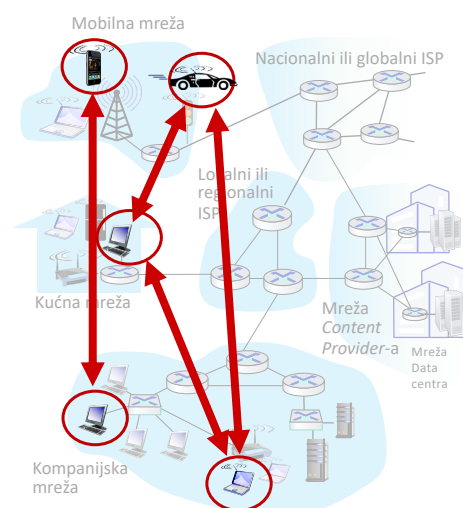 Mobilna mreža
Nacionalni ili globalni ISP
Lokalni ili
regionalni
ISP
Kućna mreža
Mreža
Content
Provider-a
Mreža
Data
centra
Kompanijska
mreža